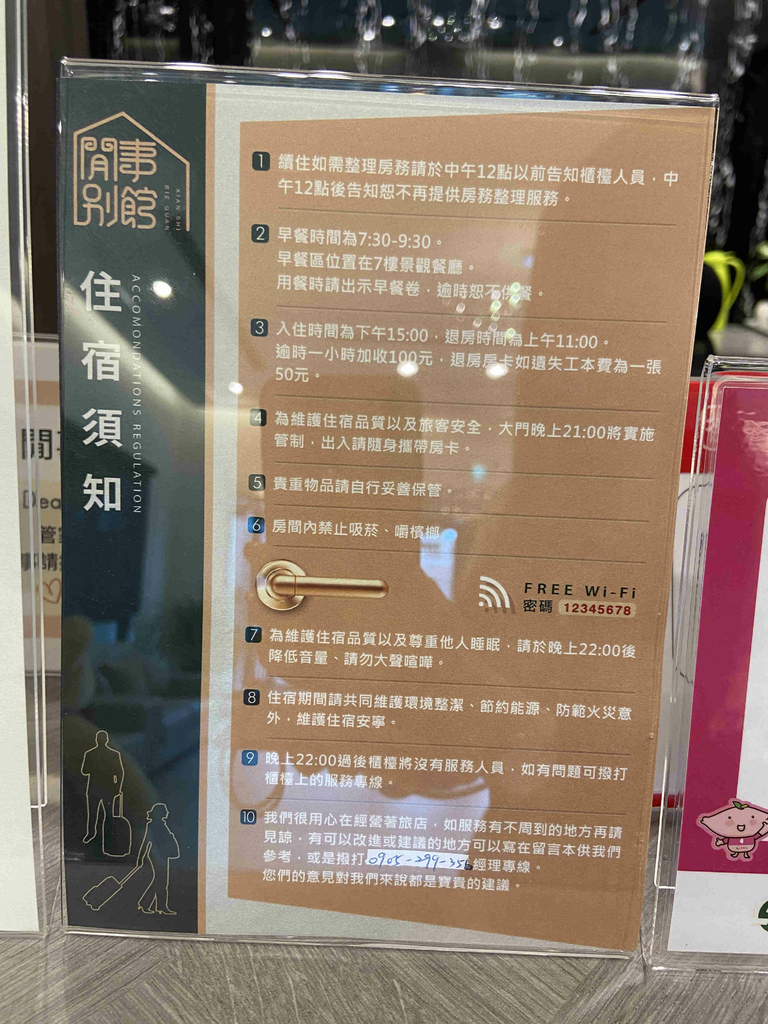 閒事
別館
XIAN SHI
BIE GUAN
住宿須知
ACCOMONDATIONS REGULATION
1 續住如需整理房務請於中午12點以前告知櫃檯人員，中
午12點後告知恕不再提供房務整理服務。
2 早餐時間為7:30-9:30。
早餐區位置在7樓景觀餐廳。
用餐時請出示早餐卷，逾時恕不供餐。
3 入住時間為下午15:00，退房時間為上午11:00。
逾時一小時加收100元，退房房卡如遺失工本費為一張
50元。
4 為維護住宿品質以及旅客安全，大門晚上21:00將實施
管制，出入請隨身攜帶房卡。
5 貴重物品請自行妥善保管。
6 房間內禁止吸菸、嚼檳榔
FREE Wi-Fi
密碼 12345678
7 為維護住宿品質以及尊重他人睡眠，請於晚上22:00後
降低音量、請勿大聲喧嘩。
8 住宿期間請共同維護環境整潔、節約能源、防範火災意
外，維護住宿安寧。
9 晚上22:00過後櫃檯將沒有服務人員，如有問題可撥打
櫃檯上的服務專線。
10 我們很用心在經營著旅店，如服務有不周到的地方再請
見諒，有可以改進或建議的地方可以寫在留言本供我們
參考，或是撥打0905-299-356經理專線。
您們的意見對我們來說都是寶貴的建議。
閒
Dea
管